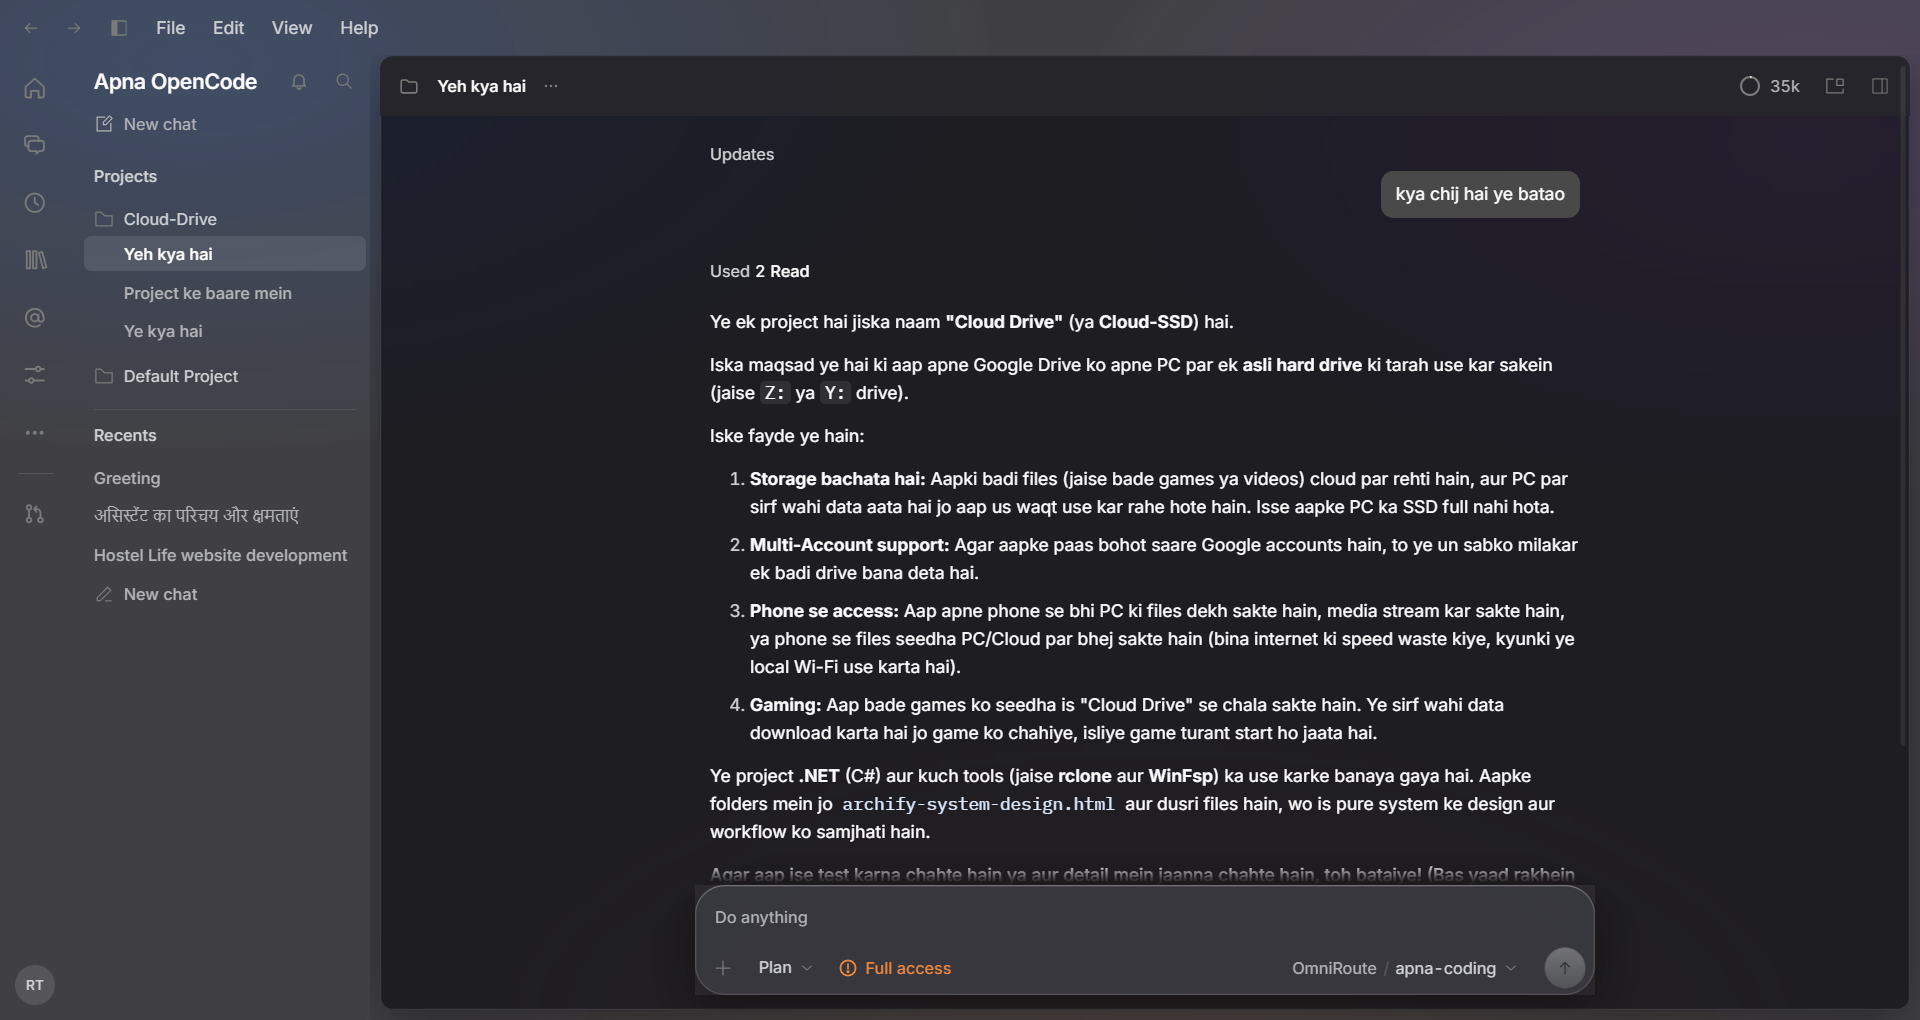 File Edit View Help
Apna OpenCode
New chat
Projects
Cloud-Drive
Yeh kya hai
Project ke baare mein
Ye kya hai
Default Project
Recents
Greeting
असिस्टेंट का परिचय और क्षमताएं
Hostel Life website development
New chat
RT
Yeh kya hai ...
35k
Updates
kya chij hai ye batao
Used 2 Read
Ye ek project hai jiska naam "Cloud Drive" (ya Cloud-SSD) hai.
Iska maqsad ye hai ki aap apne Google Drive ko apne PC par ek asli hard drive ki tarah use kar sakein
(jaise Z: ya Y: drive).
Iske fayde ye hain:
1. Storage bachata hai: Aapki badi files (jaise bade games ya videos) cloud par rehti hain, aur PC par
sirf wahi data aata hai jo aap us waqt use kar rahe hote hain. Isse aapke PC ka SSD full nahi hota.
2. Multi-Account support: Agar aapke paas bohot saare Google accounts hain, to ye un sabko milakar
ek badi drive bana deta hai.
3. Phone se access: Aap apne phone se bhi PC ki files dekh sakte hain, media stream kar sakte hain,
ya phone se files seedha PC/Cloud par bhej sakte hain (bina internet ki speed waste kiye, kyunki ye
local Wi-Fi use karta hai).
4. Gaming: Aap bade games ko seedha is "Cloud Drive" se chala sakte hain. Ye sirf wahi data
download karta hai jo game ko chahiye, isliye game turant start ho jaata hai.
Ye project .NET (C#) aur kuch tools (jaise rclone aur WinFsp) ka use karke banaya gaya hai. Aapke
folders mein jo archify-system-design.html aur dusri files hain, wo is pure system ke design aur
workflow ko samjhati hain.
Agar aap ise test karna chahte hain ya aur detail mein jaanna chahte hain, toh bataiye! (Bas yaad rakhein
Do anything
Plan Full access OmniRoute / apna-coding